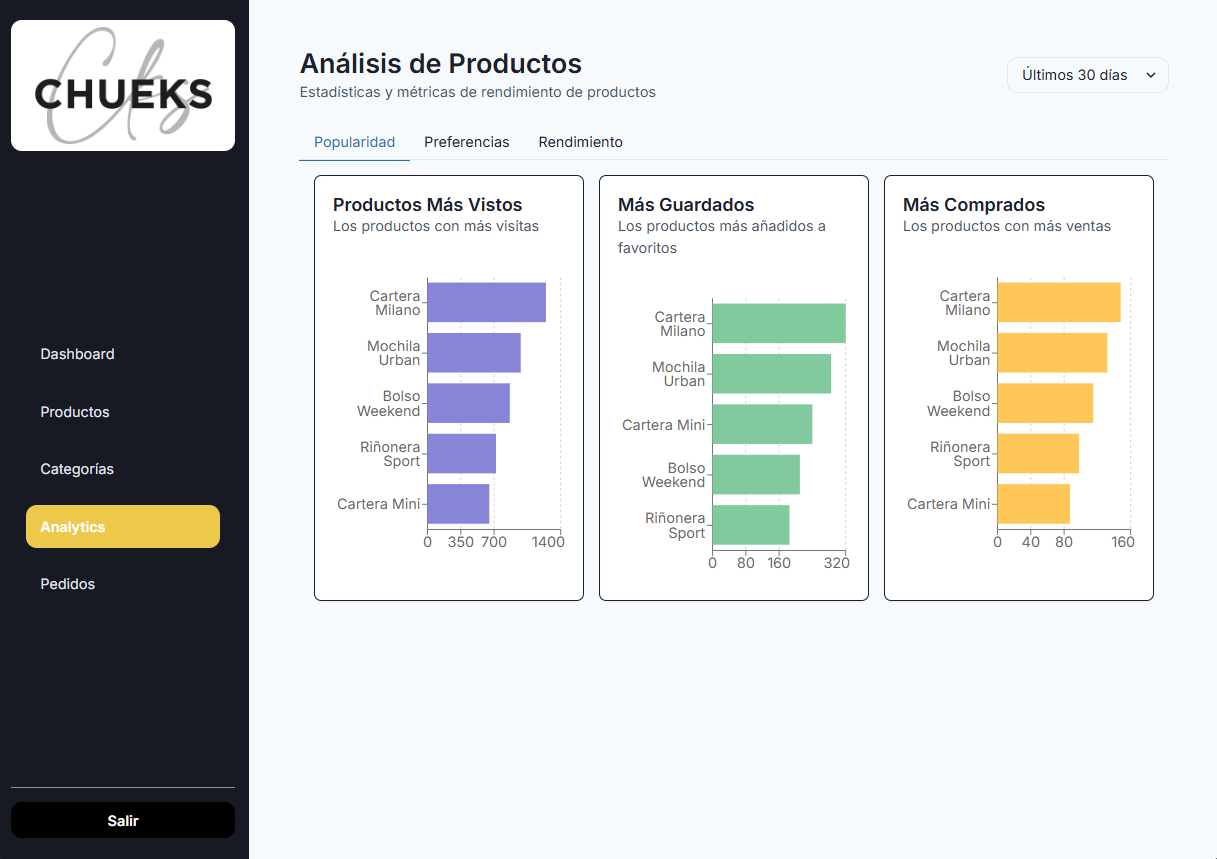 Cks
CHUEKS
Dashboard
Productos
Categorías
Analytics
Pedidos
Salir
Análisis de Productos
Estadísticas y métricas de rendimiento de productos
Últimos 30 días
Popularidad
Preferencias
Rendimiento
Productos Más Vistos
Los productos con más visitas
Cartera
Milano
Mochila
Urban
Bolso
Weekend
Riñonera
Sport
Cartera Mini
0 350 700 1400
Más Guardados
Los productos más añadidos a
favoritos
Cartera
Milano
Mochila
Urban
Cartera Mini
Bolso
Weekend
Riñonera
Sport
0 80 160 320
Más Comprados
Los productos con más ventas
Cartera
Milano
Mochila
Urban
Bolso
Weekend
Riñonera
Sport
Cartera Mini
0 40 80 160